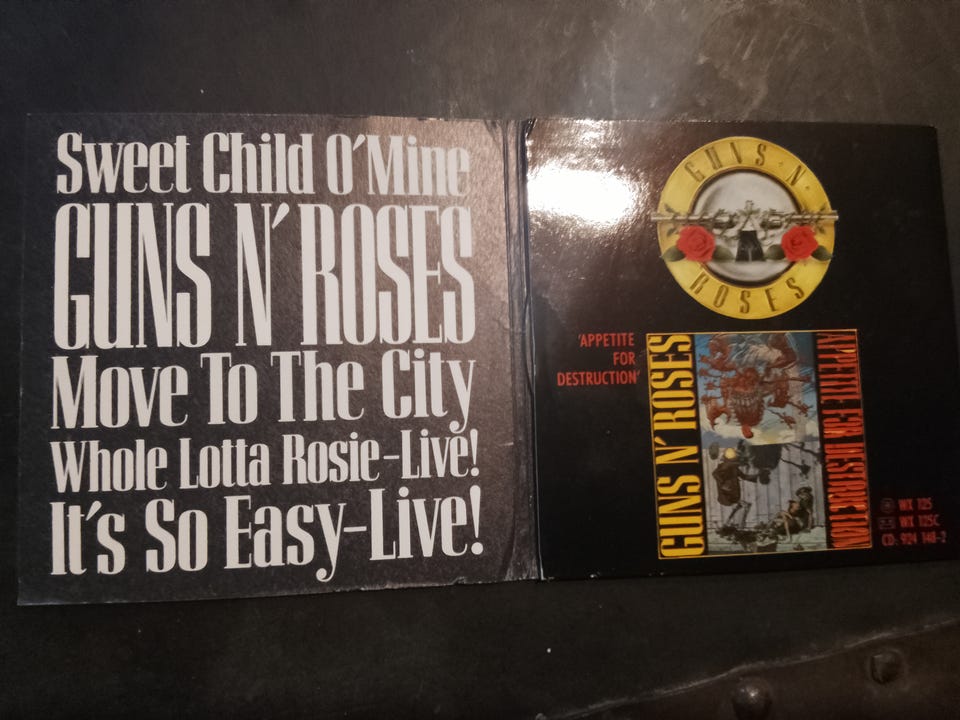 Sweet Child O'Mine
GUNS N' ROSES
Move To The City
Whole Lotta Rosie-Live!
It's So Easy-Live!
GUNS N'
ROSES
'APPETITE
FOR
DESTRUCTION'
GUNS N' ROSES
APPETITE FOR DESTRUCTION
WX 125
WX 125C
CD: 924 148-2